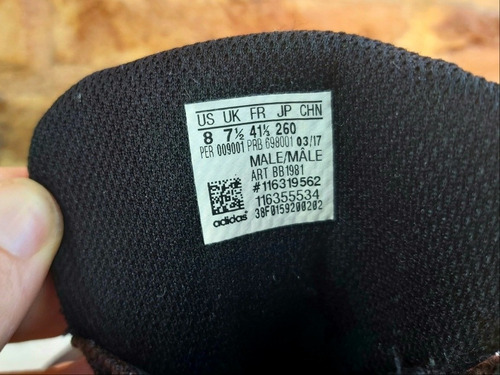 US UK FR JP CHN
8 7½ 41⅓ 260
PER 009001 PRB 698001 03/17
MALE/MÂLE
ART BB1981
#116319562
116355534
adidas 38F0159200202